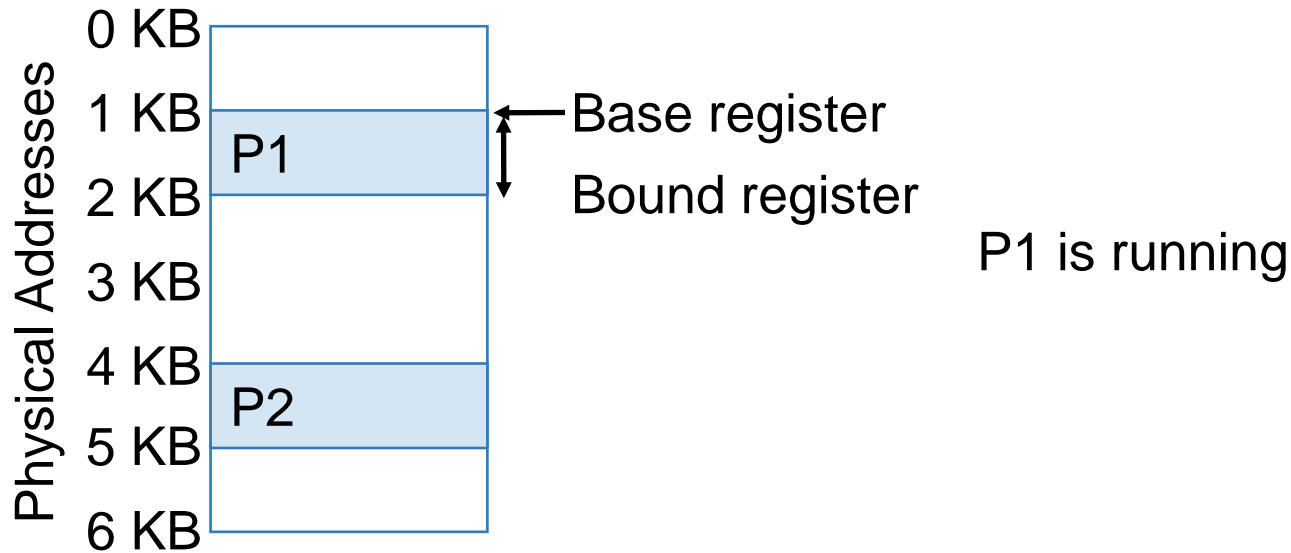 Physical Addresses
0 KB
1 KB
2 KB
3 KB
4 KB
5 KB
6 KB
P1
P2
Base register
Bound register
P1 is running